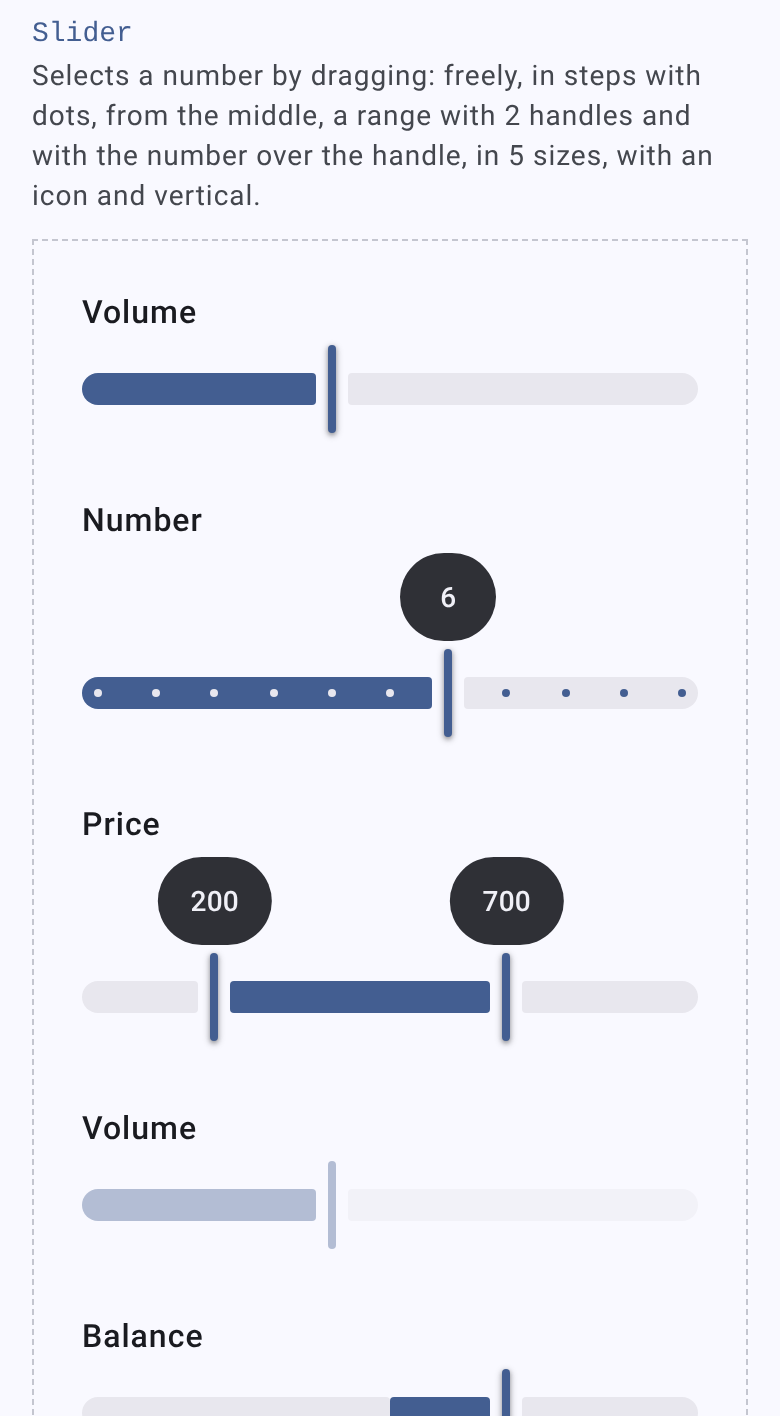 Slider
Selects a number by dragging: freely, in steps with
dots, from the middle, a range with 2 handles and
with the number over the handle, in 5 sizes, with an
icon and vertical.
Volume
Number
6
Price
200 700
Volume
Balance